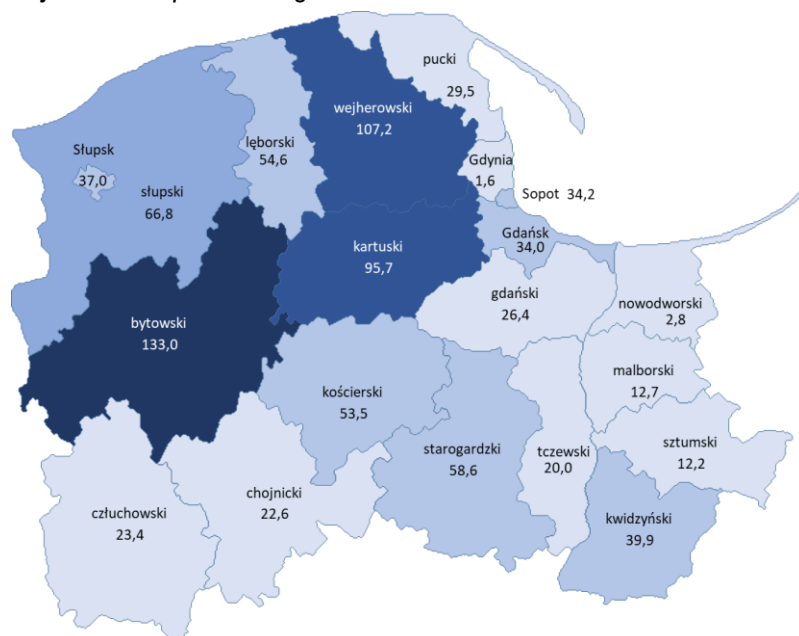 pucki
29,5
wejherowski
107,2
lęborski
54,6
Słupsk
37,0
Gdynia
1,6
słupski
66,8
Sopot 34,2
Gdańsk
34,0
kartuski
95,7
gdański
26,4
nowodworski
2,8
bytowski
133,0
malborski
12,7
kościerski
53,5
starogardzki
58,6
tczewski
20,0
sztumski
12,2
człuchowski
23,4
chojnicki
22,6
kwidzyński
39,9